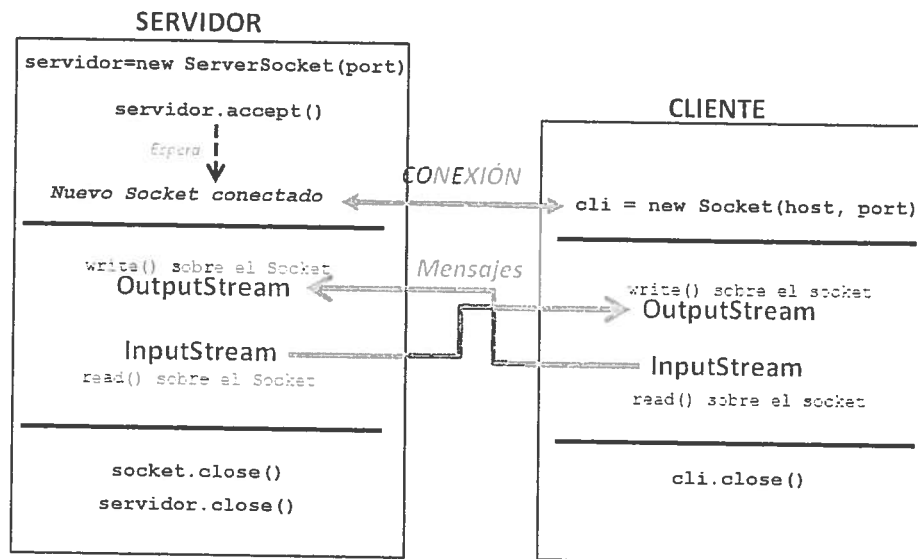 SERVIDOR
servidor=new ServerSocket(port)
servidor.accept()
Espera
Nuevo Socket conectado
CONEXIÓN
CLIENTE
cli = new Socket(host, port)
write() sobre el Socket
OutputStream
Mensajes
write() sobre el socket
OutputStream
InputStream
read() sobre el Socket
InputStream
read() sobre el socket
socket.close()
servidor.close()
cli.close()